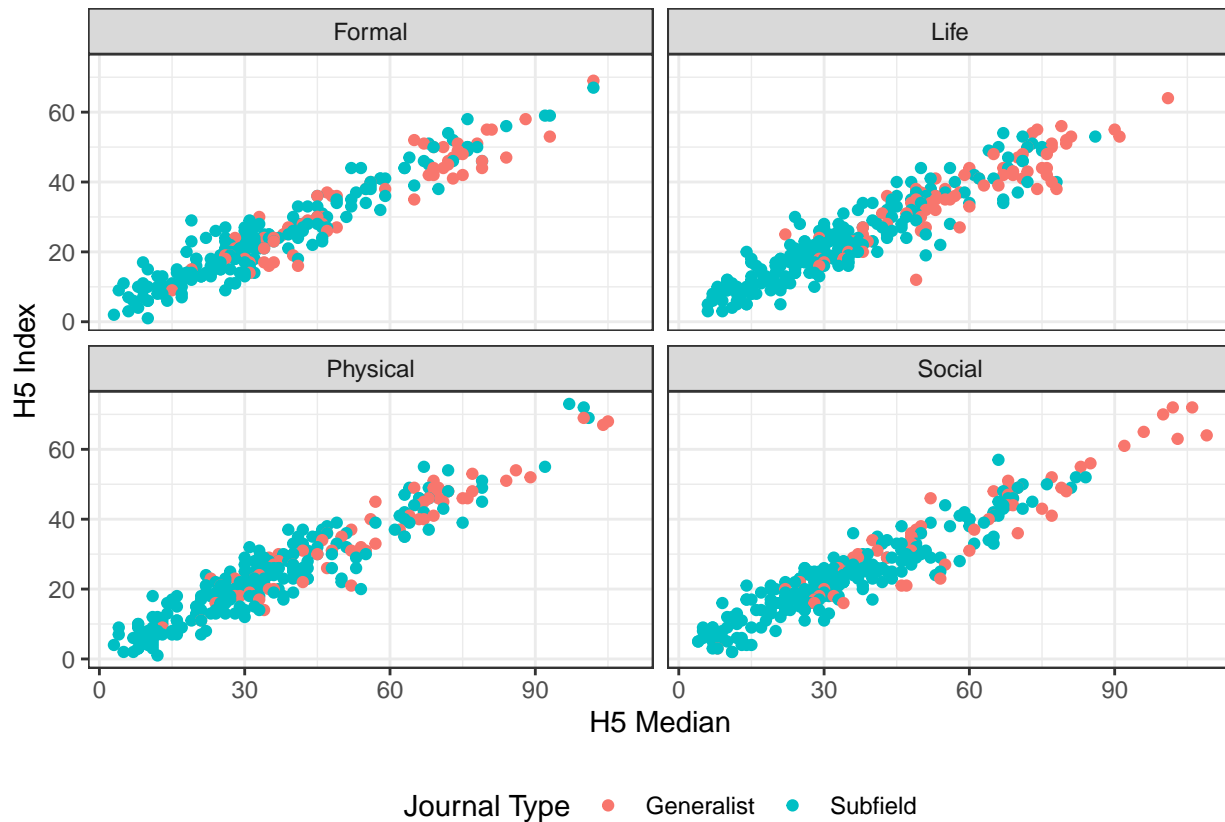 Formal
Life
60
40
20
0
Physical
Social
60
40
20
0
H5 Index
0
30
60
90
0
30
60
90
H5 Median
Journal Type
Generalist
Subfield